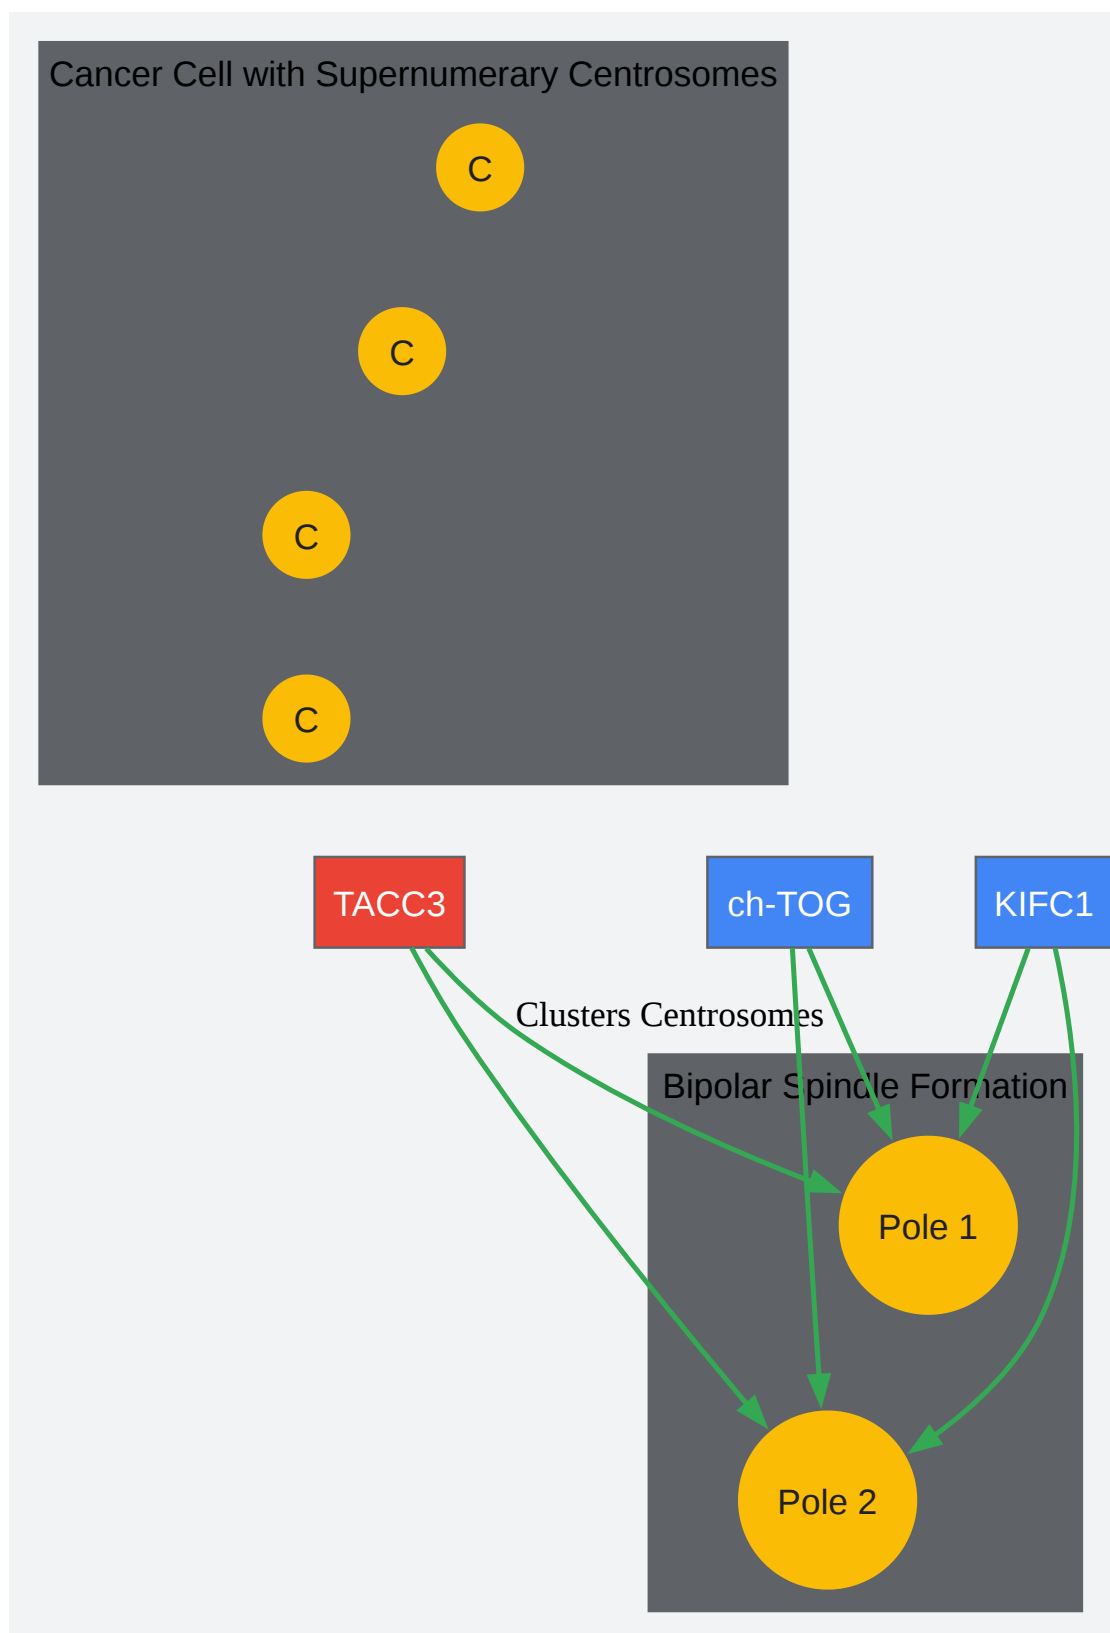 Cancer Cell with Supernumerary Centrosomes
C
C
C
C
TACC3
ch-TOG
KIFC1
Clusters Centrosomes
Bipolar Spindle Formation
Pole 1
Pole 2